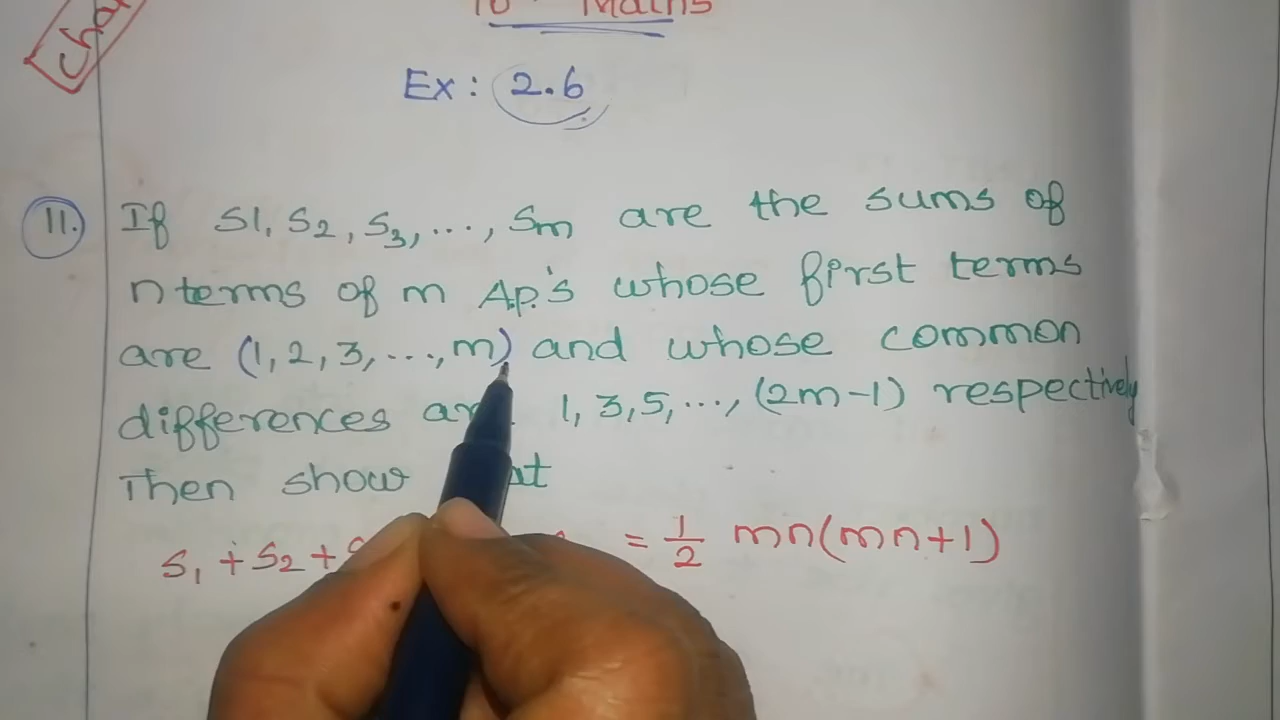 Maths
Ex: 2.6
11. If S1, S2, S3, ..., Sm are the sums of
n terms of m A.P.'s whose first terms
are (1, 2, 3, ..., m) and whose common
differences 1, 3, 5, ..., (2m-1) respectively
Then show
S1 + S2 + = 1/2 mn(mn+1)